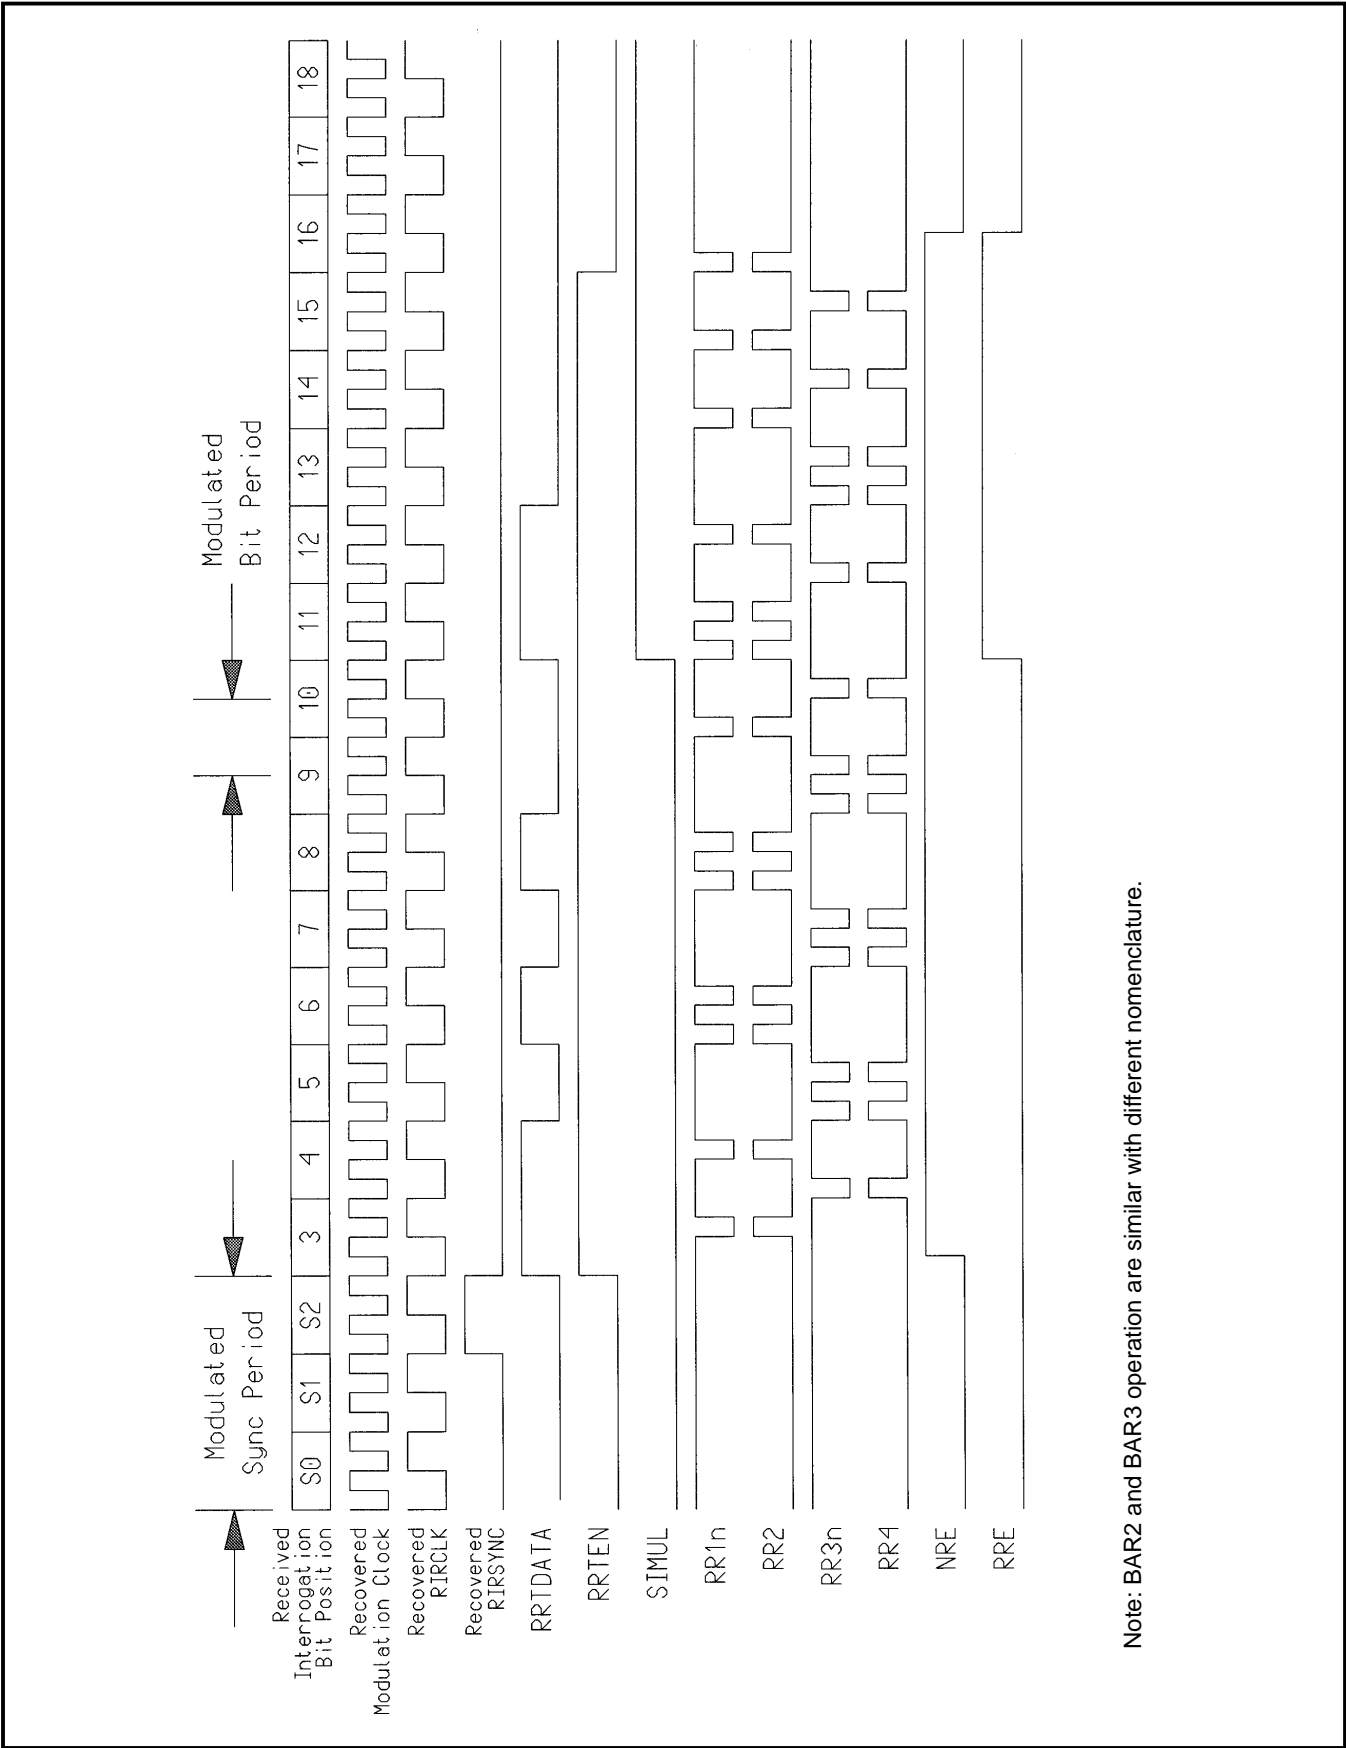 Modulated
Sync Period
Modulated
Bit Period
Received
Interrogation
Bit Position
S0 S1 S2 3 4 5 6 7 8 9 10 11 12 13 14 15 16 17 18
Recovered
Modulation Clock
Recovered
RIRCLK
Recovered
RIRSYNC
RRTDATA
RRTEN
SIMUL
RR1n
RR2
RR3n
RR4
NRE
RRE
Note: BAR2 and BAR3 operation are similar with different nomenclature.